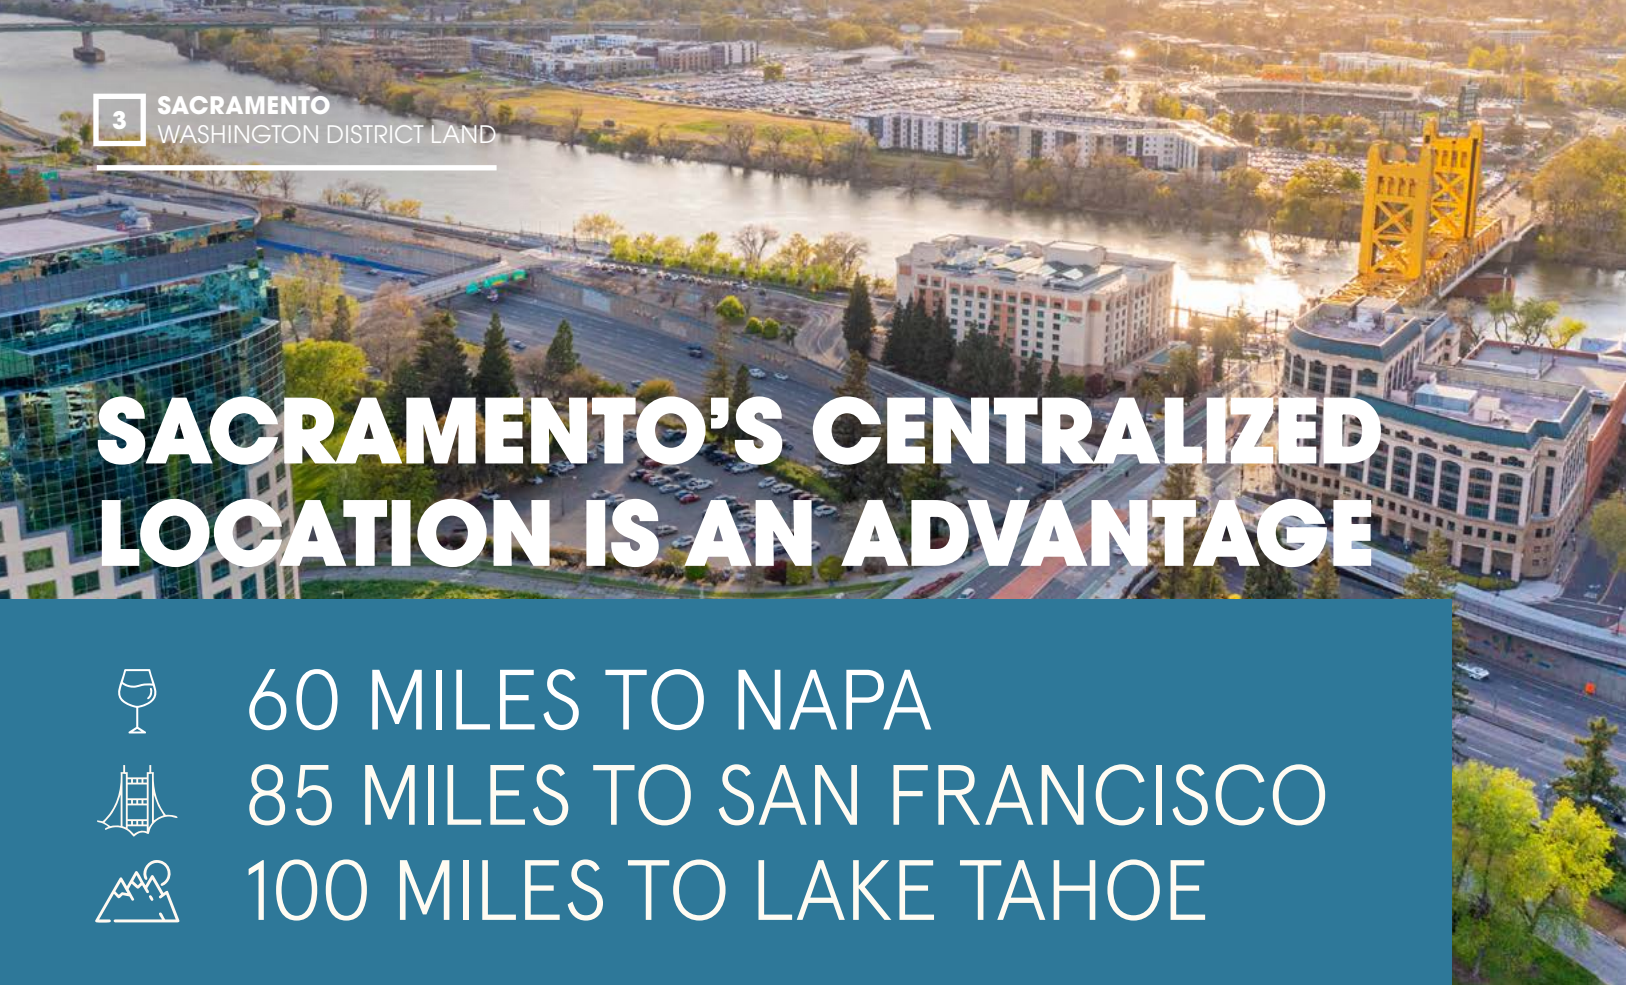 3
SACRAMENTO
WASHINGTON DISTRICT LAND
SACRAMENTO’S CENTRALIZED
LOCATION IS AN ADVANTAGE
60 MILES TO NAPA
85 MILES TO SAN FRANCISCO
100 MILES TO LAKE TAHOE